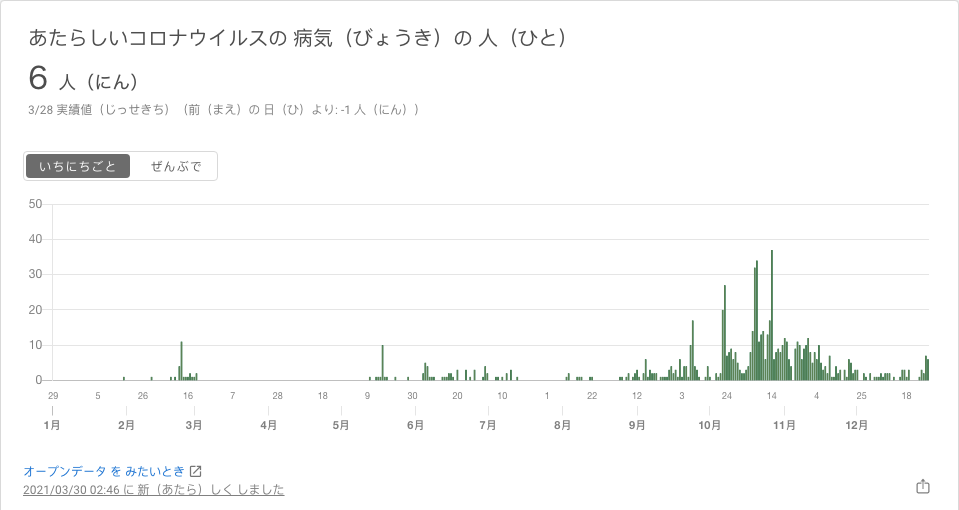 あたらしいコロナウイルスの 病気（びょうき）の 人（ひと）
6 人（にん）
3/28 実績値（じっせきち）（前（まえ）の 日（ひ）より: -1 人（にん））
いちにちごと ぜんぶで
50
40
30
20
10
0
29 5 26 16 7 28 18 9 30 20 10 1 22 12 3 24 14 4 25 18
1月 2月 3月 4月 5月 6月 7月 8月 9月 10月 11月 12月
オープンデータ を みたいとき
2021/03/30 02:46 に 新（あたら）しく しました